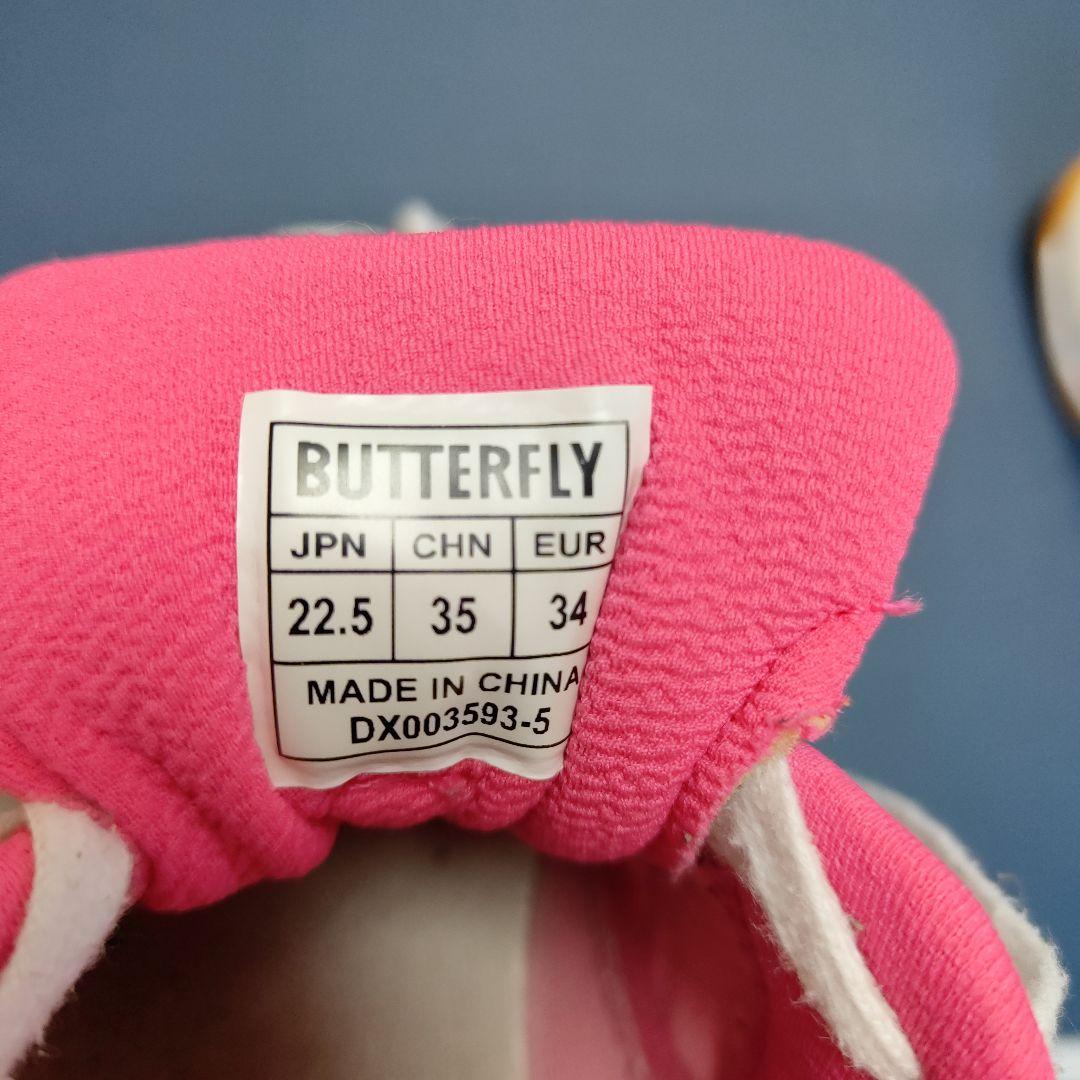 BUTTERFLY
JPN CHN EUR
22.5 35 34
MADE IN CHINA
DX003593-5